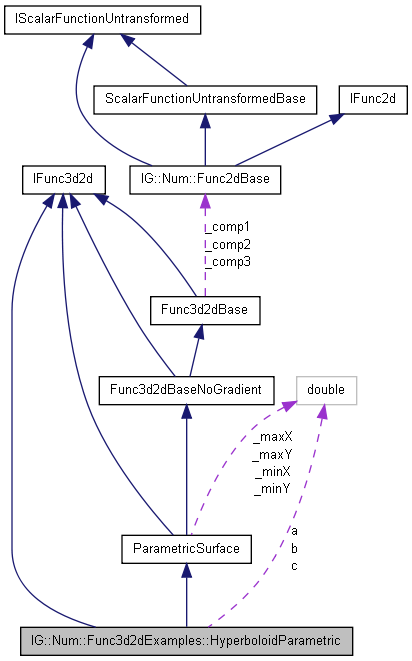 IScalarFunctionUntransformed
ScalarFunctionUntransformedBase
IFunc2d
IFunc3d2d
IG::Num::Func2dBase
_comp1
_comp2
_comp3
Func3d2dBase
Func3d2dBaseNoGradient
double
_maxX
_maxY
_minX
_minY
a
b
c
ParametricSurface
IG::Num::Func3d2dExamples::HyperboloidParametric